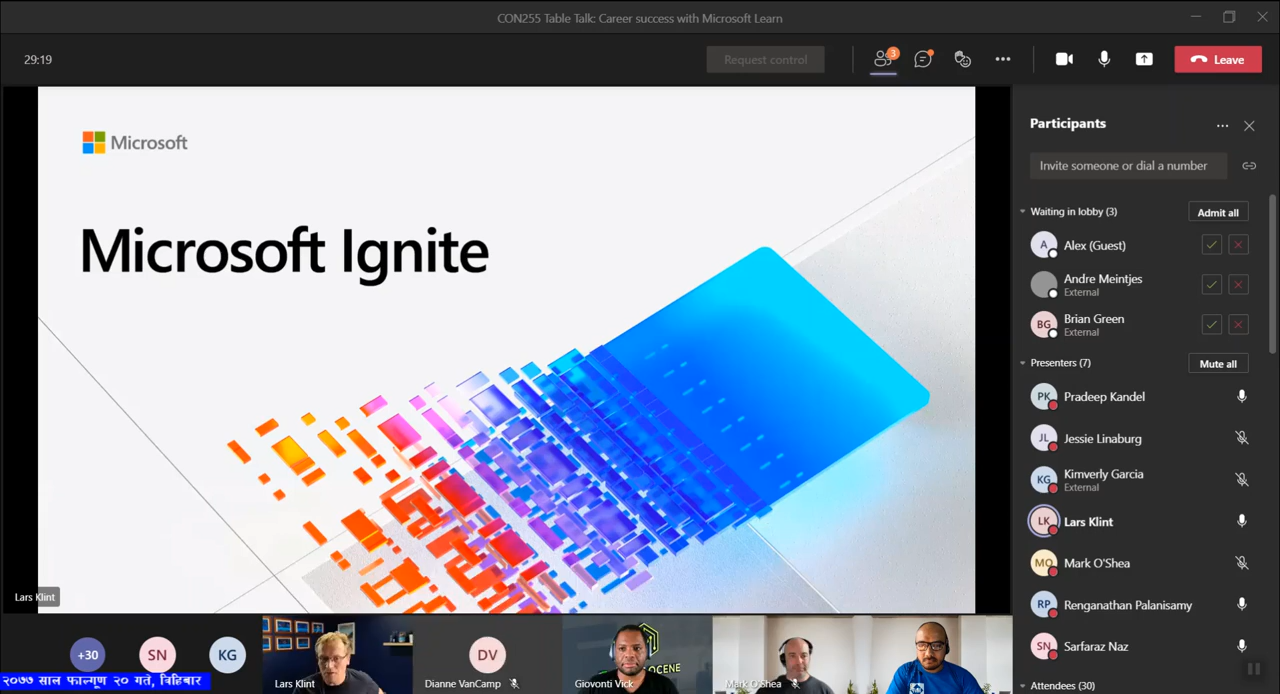 CON255 Table Talk: Career success with Microsoft Learn
29:19
Request control
3
Leave
Microsoft
Microsoft Ignite
Lars Klint
Participants
Invite someone or dial a number
Waiting in lobby (3)
Admit all
A
Alex (Guest)
Andre Meintjes
External
BG
Brian Green
External
Presenters (7)
Mute all
PK
Pradeep Kandel
JL
Jessie Linaburg
KG
Kimverly Garcia
External
LK
Lars Klint
MO
Mark O'Shea
RP
Renganathan Palanisamy
SN
Sarfaraz Naz
Attendees (30)
+30
SN
KG
DV
Lars Klint
Dianne VanCamp
Giovonti Vick
Mark O'Shea
२०७७ साल फाल्गूण २० गते, विहिबार